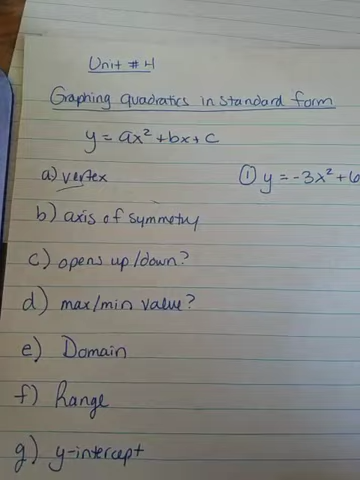 Unit #4
Graphing quadratics in standard form
y = ax² + bx + c
a) vertex
① y = -3x² + 6
b) axis of symmetry
c) opens up/down?
d) max/min value?
e) Domain
f) Range
g) y-intercept